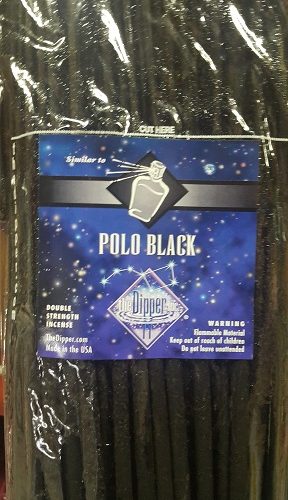 CUT HERE
Similar to
POLO BLACK
the Dipper
DOUBLE
STRENGTH
INCENSE
theDipper.com
Made in the USA
WARNING
Flammable Material
Keep out of reach of children
Do not leave unattended